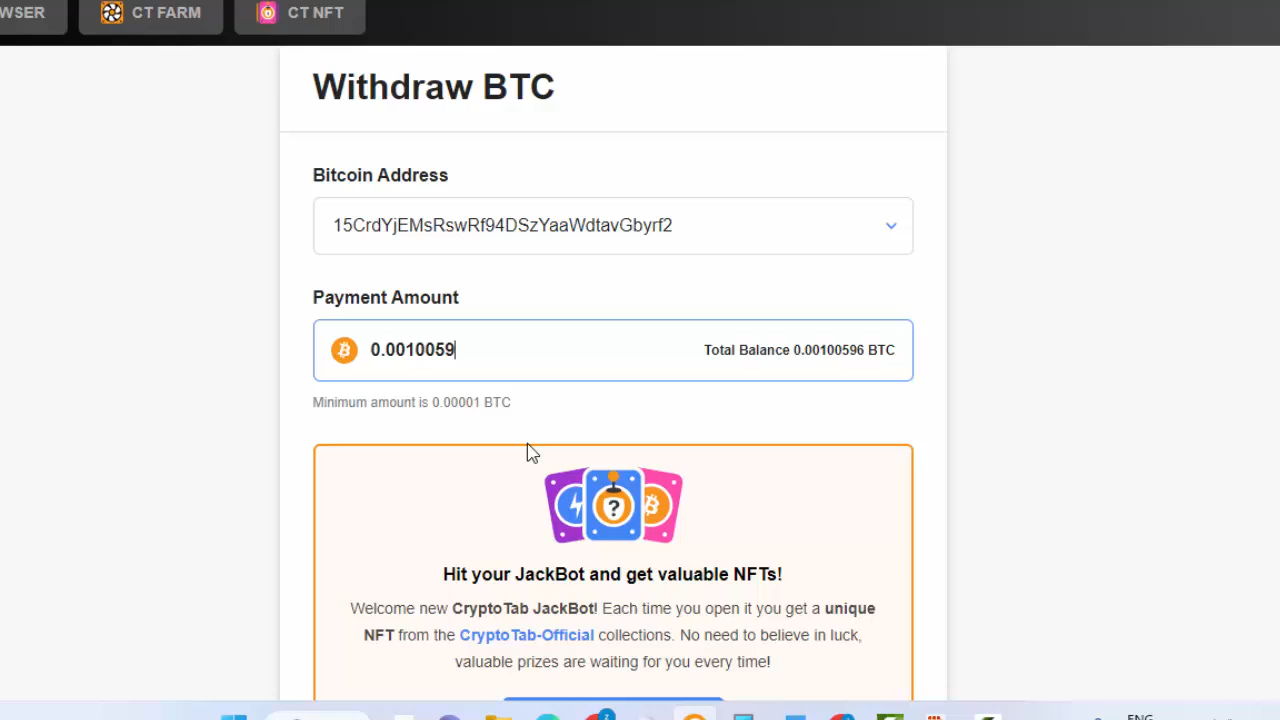 WSER
CT FARM
CT NFT
Withdraw BTC
Bitcoin Address
15CrdYjEMsRswRf94DSzYaaWdtavGbyrf2
Payment Amount
0.0010059
Total Balance 0.00100596 BTC
Minimum amount is 0.00001 BTC
?
Hit your JackBot and get valuable NFTs!
Welcome new CryptoTab JackBot! Each time you open it you get a unique
NFT from the CryptoTab-Official collections. No need to believe in luck,
valuable prizes are waiting for you every time!
ENG